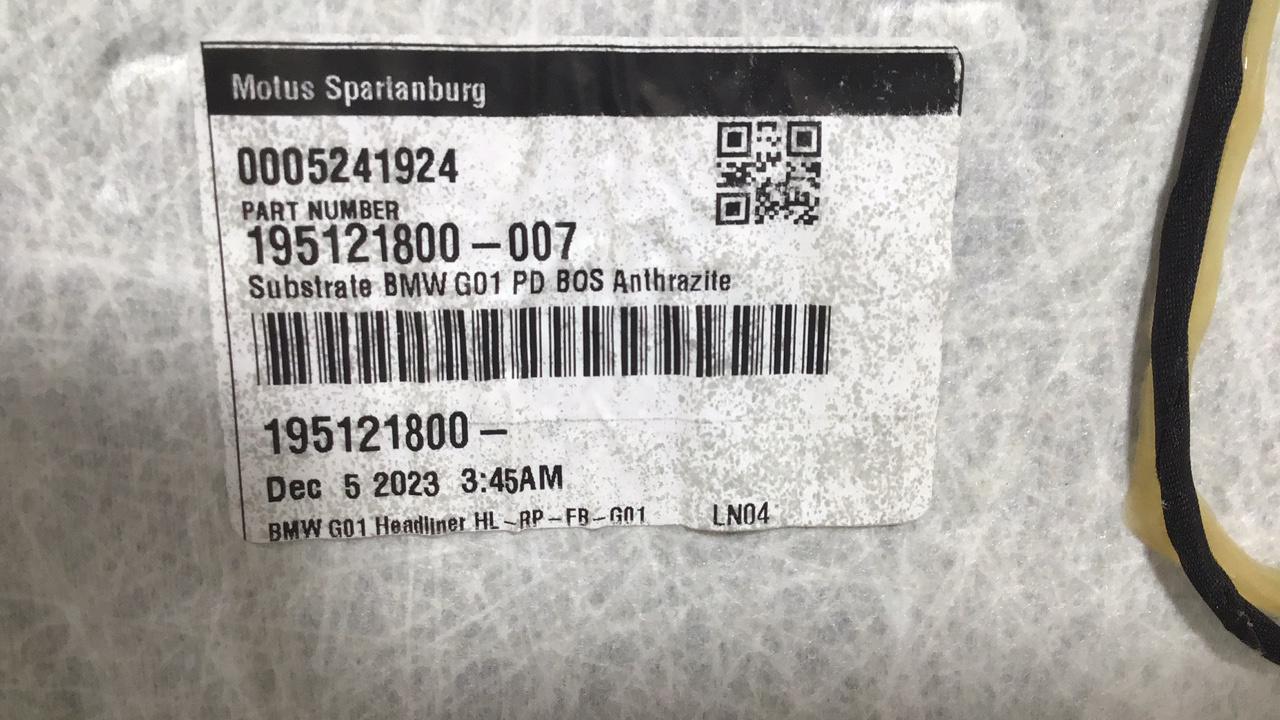 Motus Spartanburg
0005241924
PART NUMBER
195121800-007
Substrate BMW G01 PD BOS Anthrazite
195121800-
Dec 5 2023 3:45AM
BMW G01 Headliner HL-RP-FB-G01 LN04